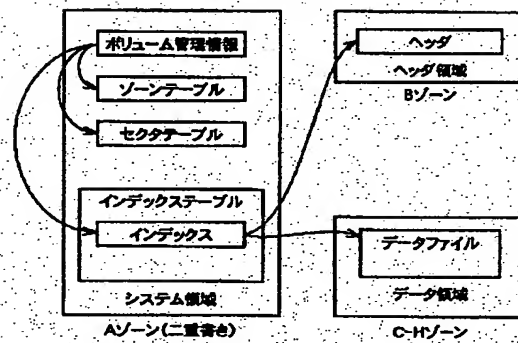 ボリューム管理情報
ゾーンテーブル
セクタテーブル
インデックステーブル
インデックス
システム領域
Aゾーン(二重書き)
ヘッダ
ヘッダ領域
Bゾーン
データファイル
データ領域
C-Hゾーン